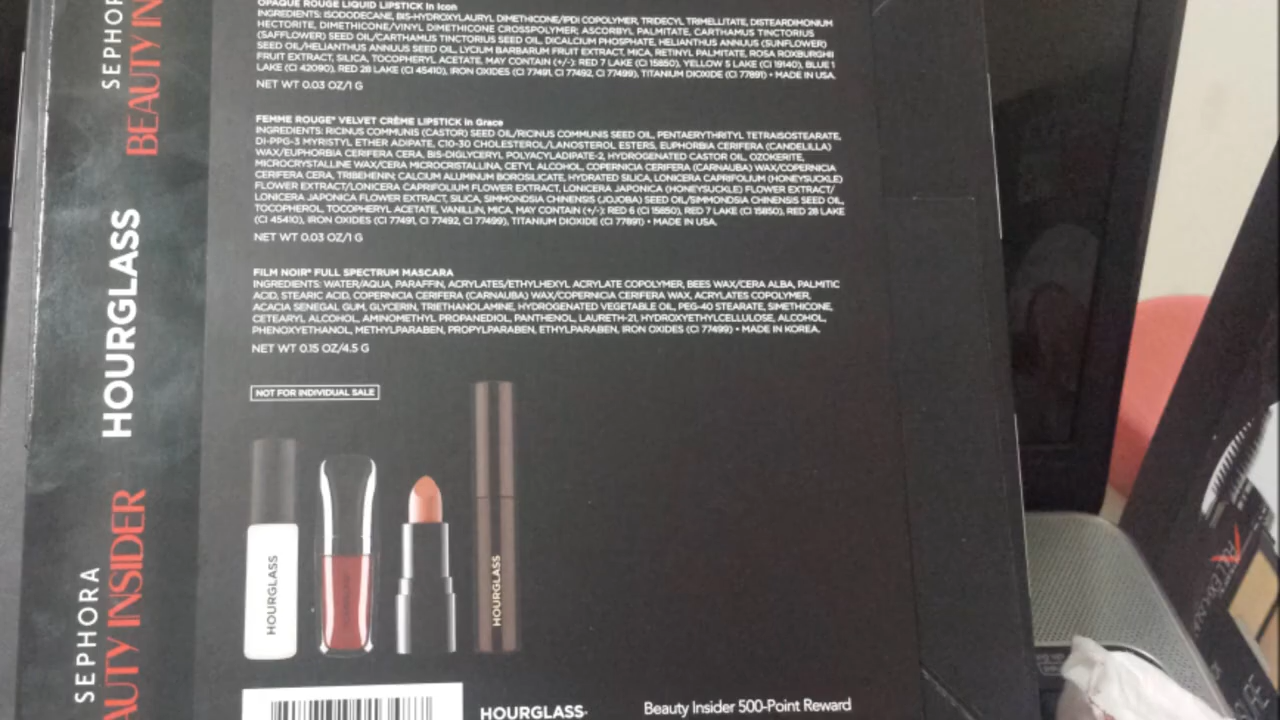 OPAQUE ROUGE LIQUID LIPSTICK in Icon
INGREDIENTS: ISODODECANE, BIS-HYDROXYLAURYL DIMETHICONE/IPDI COPOLYMER, TRIDECYL TRIMELLITATE, DISTEARDIMONIUM
HECTORITE, DIMETHICONE/VINYL DIMETHICONE CROSSPOLYMER, ASCORBYL PALMITATE, CARTHAMUS TINCTORIUS
(SAFFLOWER) SEED OIL/CARTHAMUS TINCTORIUS SEED OIL, DICALCIUM PHOSPHATE, HELIANTHUS ANNUUS (SUNFLOWER)
SEED OIL/HELIANTHUS ANNUUS SEED OIL, LYCIUM BARBARUM FRUIT EXTRACT, MICA, RETINYL PALMITATE, ROSA ROXBURGHII
FRUIT EXTRACT, SILICA, TOCOPHERYL ACETATE, MAY CONTAIN (+/-): RED 7 LAKE (CI 15850), YELLOW 5 LAKE (CI 19140), BLUE 1
LAKE (CI 42090), RED 28 LAKE (CI 45410), IRON OXIDES (CI 77491, CI 77492, CI 77499), TITANIUM DIOXIDE (CI 77891) • MADE IN USA.
NET WT 0.03 OZ/1 G
FEMME ROUGE® VELVET CRÈME LIPSTICK in Grace
INGREDIENTS: RICINUS COMMUNIS (CASTOR) SEED OIL/RICINUS COMMUNIS SEED OIL, PENTAERYTHRITYL TETRAISOSTEARATE,
DI-PPG-3 MYRISTYL ETHER ADIPATE, C10-30 CHOLESTEROL/LANOSTEROL ESTERS, EUPHORBIA CERIFERA (CANDELILLA)
WAX/EUPHORBIA CERIFERA CERA, BIS-DIGLYCERYL POLYACYLADIPATE-2, HYDROGENATED CASTOR OIL, OZOKERITE,
MICROCRYSTALLINE WAX/CERA MICROCRISTALLINA, CETYL ALCOHOL, COPERNICIA CERIFERA (CARNAUBA) WAX/COPERNICIA
CERIFERA CERA, TRIBEHENIN, CALCIUM ALUMINUM BOROSILICATE, HYDRATED SILICA, LONICERA CAPRIFOLIUM (HONEYSUCKLE)
FLOWER EXTRACT/LONICERA CAPRIFOLIUM FLOWER EXTRACT, LONICERA JAPONICA (HONEYSUCKLE) FLOWER EXTRACT/
LONICERA JAPONICA FLOWER EXTRACT, SILICA, SIMMONDSIA CHINENSIS (JOJOBA) SEED OIL/SIMMONDSIA CHINENSIS SEED OIL,
TOCOPHEROL, TOCOPHERYL ACETATE, VANILLIN, MICA. MAY CONTAIN (+/-): RED 6 (CI 15850), RED 7 LAKE (CI 15850), RED 28 LAKE
(CI 45410), IRON OXIDES (CI 77491, CI 77492, CI 77499), TITANIUM DIOXIDE (CI 77891) • MADE IN USA.
NET WT 0.03 OZ/1 G
FILM NOIR® FULL SPECTRUM MASCARA
INGREDIENTS: WATER/AQUA, PARAFFIN, ACRYLATES/ETHYLHEXYL ACRYLATE COPOLYMER, BEES WAX/CERA ALBA, PALMITIC
ACID, STEARIC ACID, COPERNICIA CERIFERA (CARNAUBA) WAX/COPERNICIA CERIFERA WAX, ACRYLATES COPOLYMER,
ACACIA SENEGAL GUM, GLYCERIN, TRIETHANOLAMINE, HYDROGENATED VEGETABLE OIL, PEG-40 STEARATE, SIMETHICONE,
CETEARYL ALCOHOL, AMINOMETHYL PROPANEDIOL, PANTHENOL, LAURETH-21, HYDROXYETHYLCELLULOSE, ALCOHOL,
PHENOXYETHANOL, METHYLPARABEN, PROPYLPARABEN, ETHYLPARABEN, IRON OXIDES (CI 77499) • MADE IN KOREA.
NET WT 0.15 OZ/4.5 G
NOT FOR INDIVIDUAL SALE
HOURGLASS
HOURGLASS
HOURGLASS
Beauty Insider 500-Point Reward
SEPHORA
AUTY INSIDER
HOURGLASS
SEPHOR
BEAUTY IN